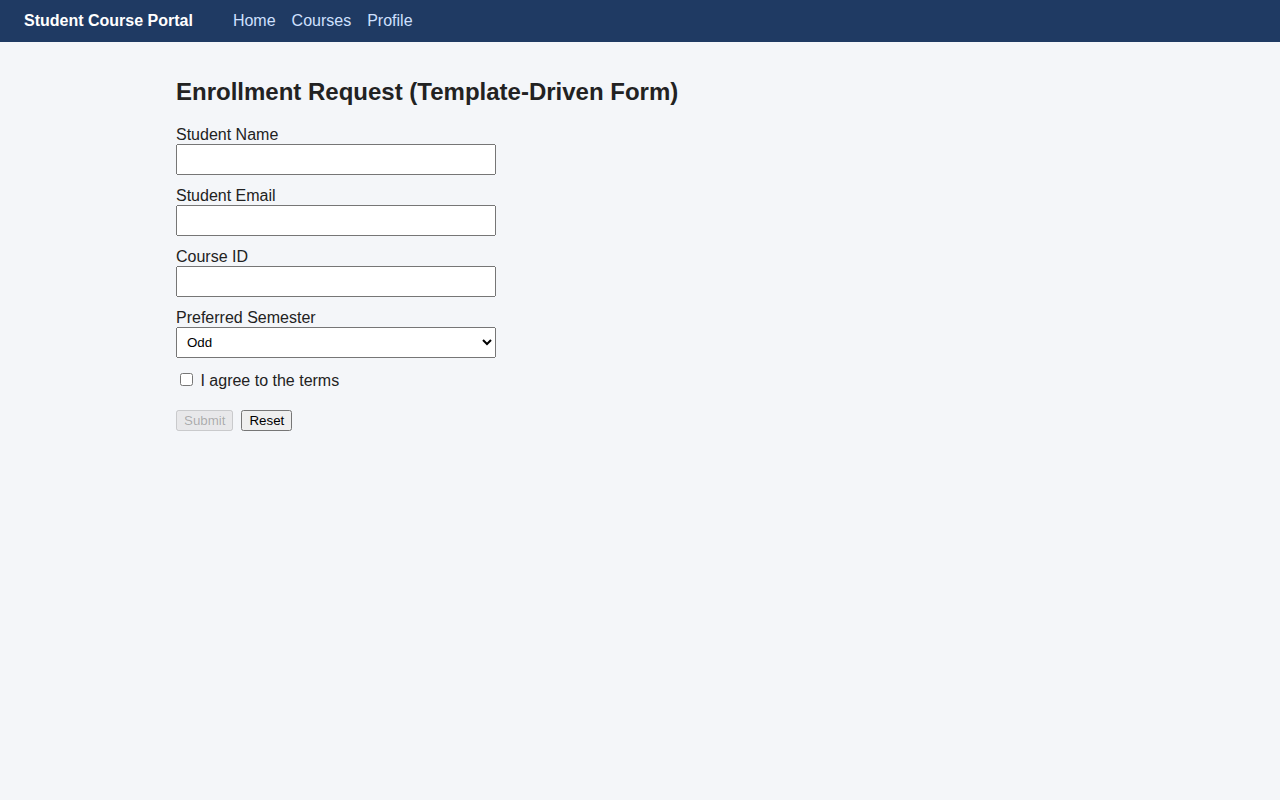 Student Course Portal Home Courses Profile
Enrollment Request (Template-Driven Form)
Student Name
Student Email
Course ID
Preferred Semester
Odd
I agree to the terms
Submit Reset